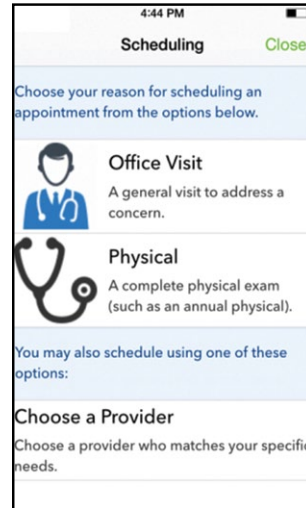 4:44 PM
Scheduling
Close
Choose your reason for scheduling an
appointment from the options below.
Office Visit
A general visit to address a
concern.
Physical
A complete physical exam
(such as an annual physical).
You may also schedule using one of these
options:
Choose a Provider
Choose a provider who matches your specific
needs.